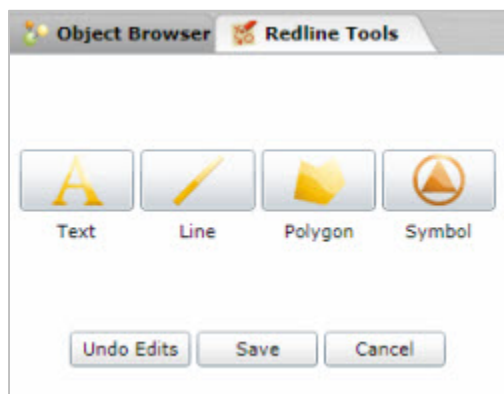 Object Browser Redline Tools
Text Line Polygon Symbol
Undo Edits Save Cancel